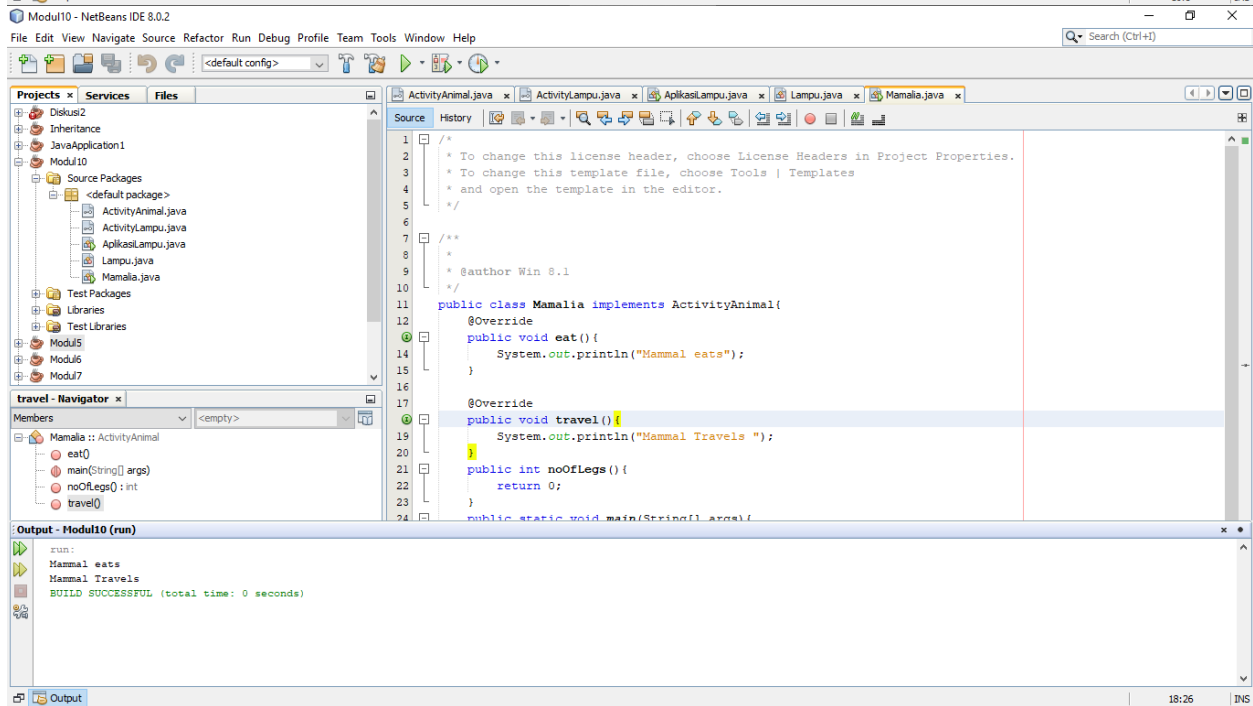 Modul10 - NetBeans IDE 8.0.2
File Edit View Navigate Source Refactor Run Debug Profile Team Tools Window Help
Search (Ctrl+I)
<default config>
Projects Services Files
Diskusi2
Inheritance
JavaApplication1
Modul10
Source Packages
<default package>
ActivityAnimal.java
ActivityLampu.java
AplikasiLampu.java
Lampu.java
Mamalia.java
Test Packages
Libraries
Test Libraries
Modul5
Modul6
Modul7
travel - Navigator
Members <empty>
Mamalia :: ActivityAnimal
eat()
main(String[] args)
noOfLegs() : int
travel()
ActivityAnimal.java ActivityLampu.java AplikasiLampu.java Lampu.java Mamalia.java
Source History
1 /*
2 * To change this license header, choose License Headers in Project Properties.
3 * To change this template file, choose Tools | Templates
4 * and open the template in the editor.
5 */
6
7 /**
8 *
9 * @author Win 8.1
10 */
11 public class Mamalia implements ActivityAnimal{
12 @Override
public void eat(){
14 System.out.println("Mammal eats");
15 }
16
17 @Override
public void travel(){
19 System.out.println("Mammal Travels ");
20 }
21 public int noOfLegs(){
22 return 0;
23 }
24 public static void main(String[] args){
Output - Modul10 (run)
run:
Mammal eats
Mammal Travels
BUILD SUCCESSFUL (total time: 0 seconds)
Output
18:26 INS